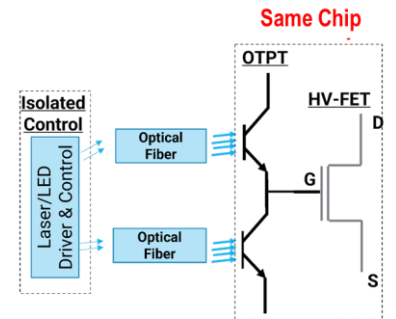 Same Chip
OTPT
HV-FET
D
Isolated
Control
Laser/LED
Driver & Control
Optical
Fiber
G
Optical
Fiber
S